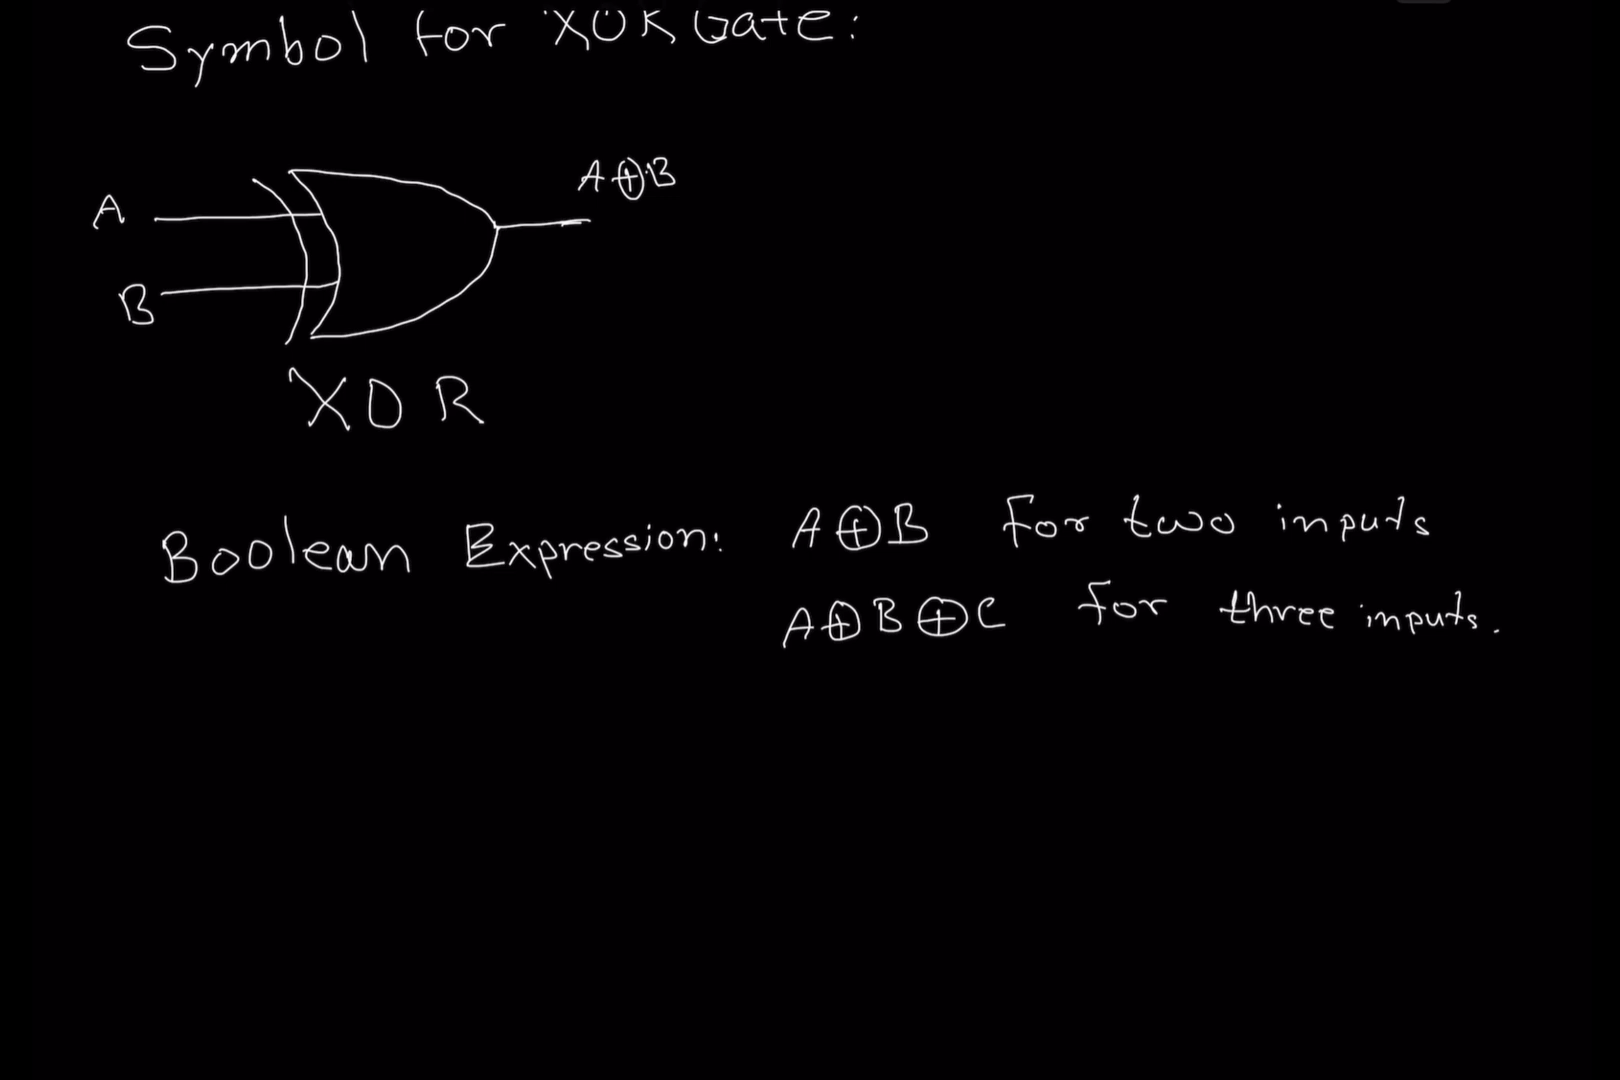 Symbol for XOR Gate:
A⊕B
A
B
XOR
Boolean Expression: A⊕B for two inputs
A⊕B⊕C for three inputs.